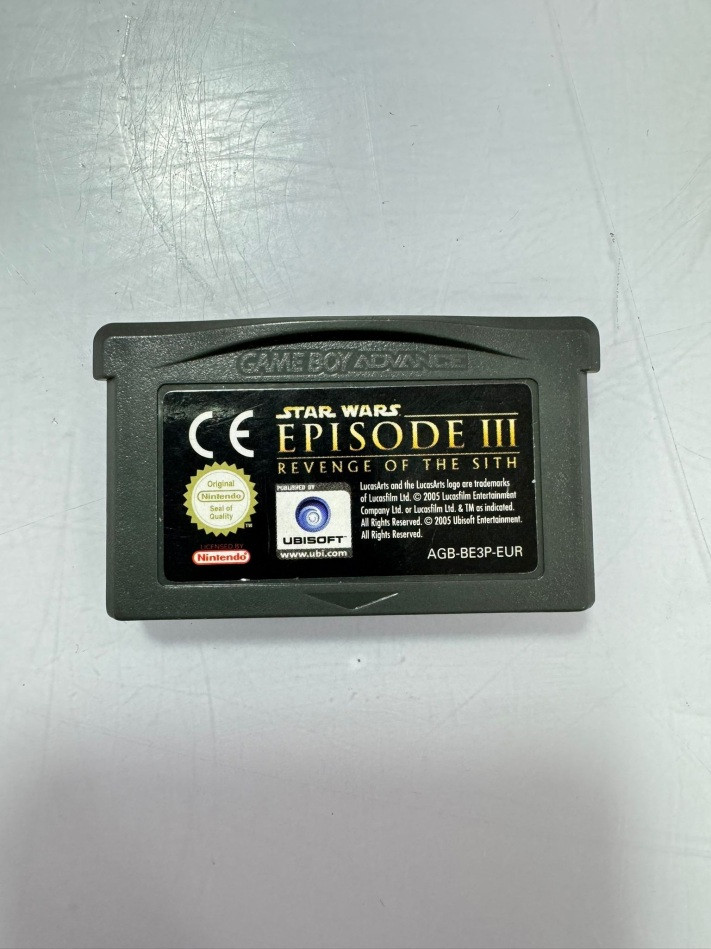 GAME BOY ADVANCE
CE
STAR WARS
EPISODE III
REVENGE OF THE SITH
Original
Nintendo
Seal of
Quality
TM
LICENSED BY
Nintendo
PUBLISHED BY
UBISOFT
www.ubi.com
LucasArts and the LucasArts logo are trademarks
of Lucasfilm Ltd. © 2005 Lucasfilm Entertainment
Company Ltd. or Lucasfilm Ltd. & TM as indicated.
All Rights Reserved. © 2005 Ubisoft Entertainment.
All Rights Reserved.
AGB-BE3P-EUR